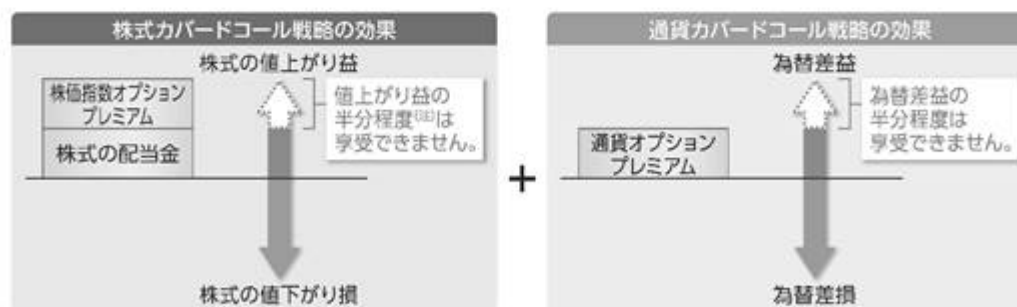 株式カバードコール戦略の効果
株式の値上がり益
株価指数オプション
プレミアム
株式の配当金
値上がり益の
半分程度(注)は
享受できません。
株式の値下がり損
+
通貨カバードコール戦略の効果
為替差益
通貨オプション
プレミアム
為替差益の
半分程度は
享受できません。
為替差損